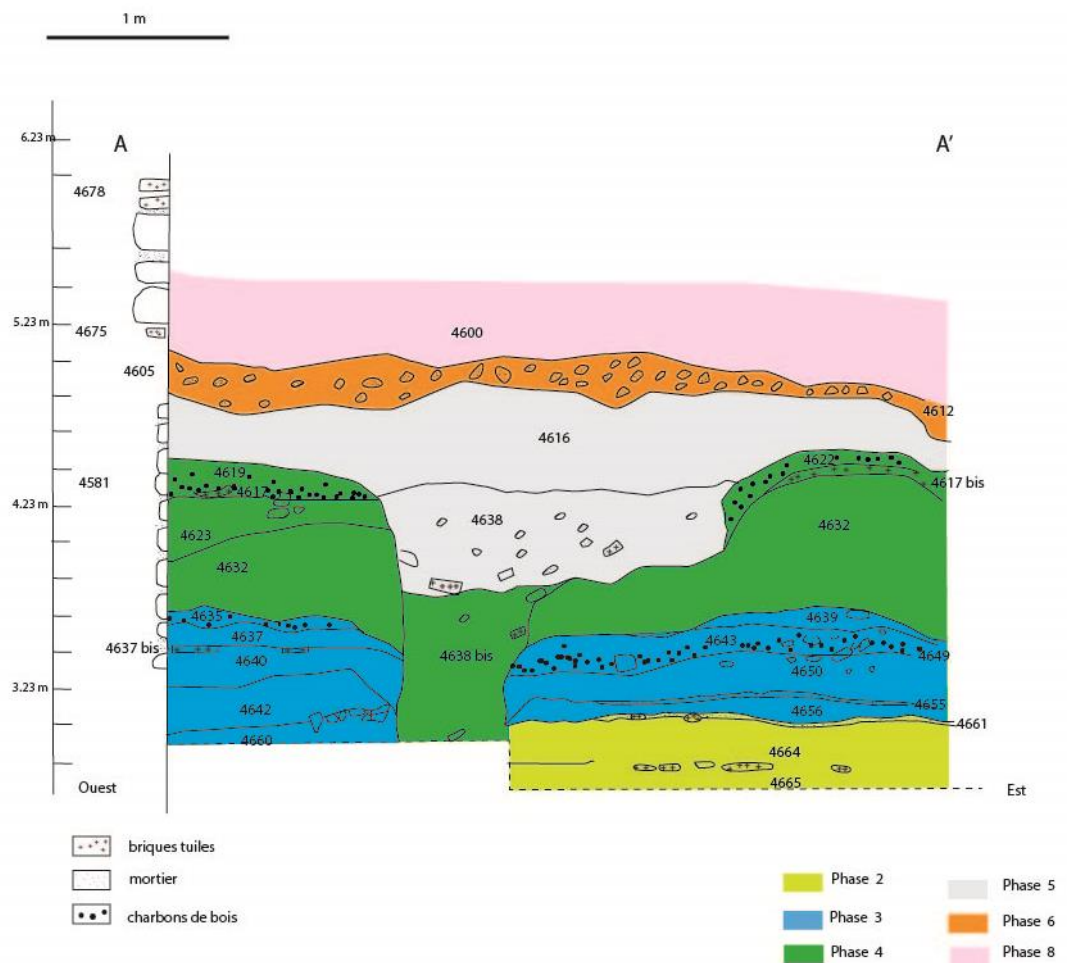 1 m
6.23 m
A
A'
4678
5.23 m
4675
4600
4605
4612
4616
4581
4619
4622
4617
4617 bis
4.23 m
4638
4632
4623
4632
4635
4639
4637
4643
4637 bis
4640
4638 bis
4649
4650
3.23 m
4642
4656
4655
4661
4660
4664
4665
Ouest
Est
briques tuiles
mortier
charbons de bois
Phase 2
Phase 3
Phase 4
Phase 5
Phase 6
Phase 8